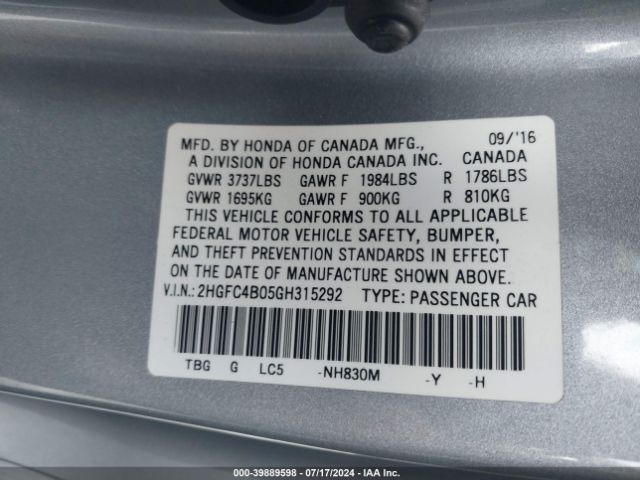 MFD. BY HONDA OF CANADA MFG., 09/'16
A DIVISION OF HONDA CANADA INC. CANADA
GVWR 3737LBS GAWR F 1984LBS R 1786LBS
GVWR 1695KG GAWR F 900KG R 810KG
THIS VEHICLE CONFORMS TO ALL APPLICABLE
FEDERAL MOTOR VEHICLE SAFETY, BUMPER,
AND THEFT PREVENTION STANDARDS IN EFFECT
ON THE DATE OF MANUFACTURE SHOWN ABOVE.
V.I.N.: 2HGFC4B05GH315292 TYPE: PASSENGER CAR
TBG G LC5 -NH830M -Y -H
000-39889598 - 07/17/2024 - IAA Inc.